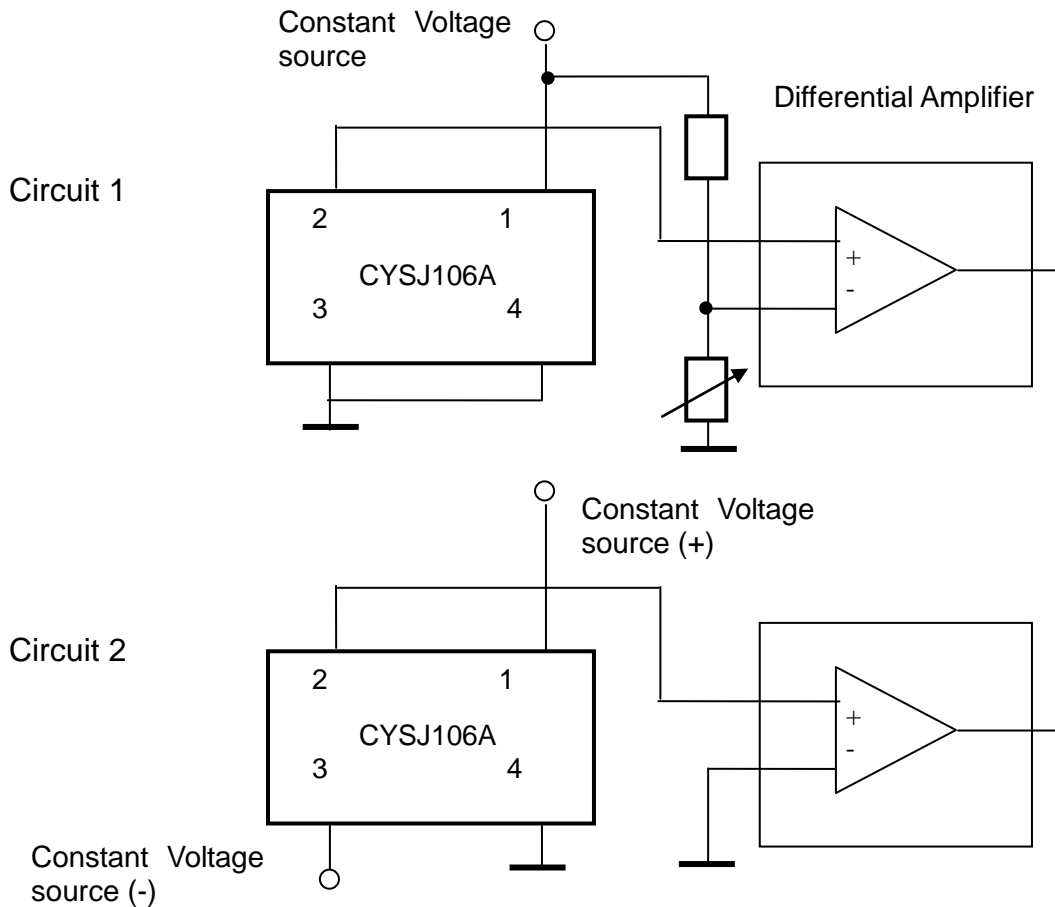 Constant Voltage
source
Differential Amplifier
Circuit 1
2 1
CYSJ106A
3 4
+
-
Constant Voltage
source (+)
Circuit 2
2 1
CYSJ106A
3 4
+
-
Constant Voltage
source (-)